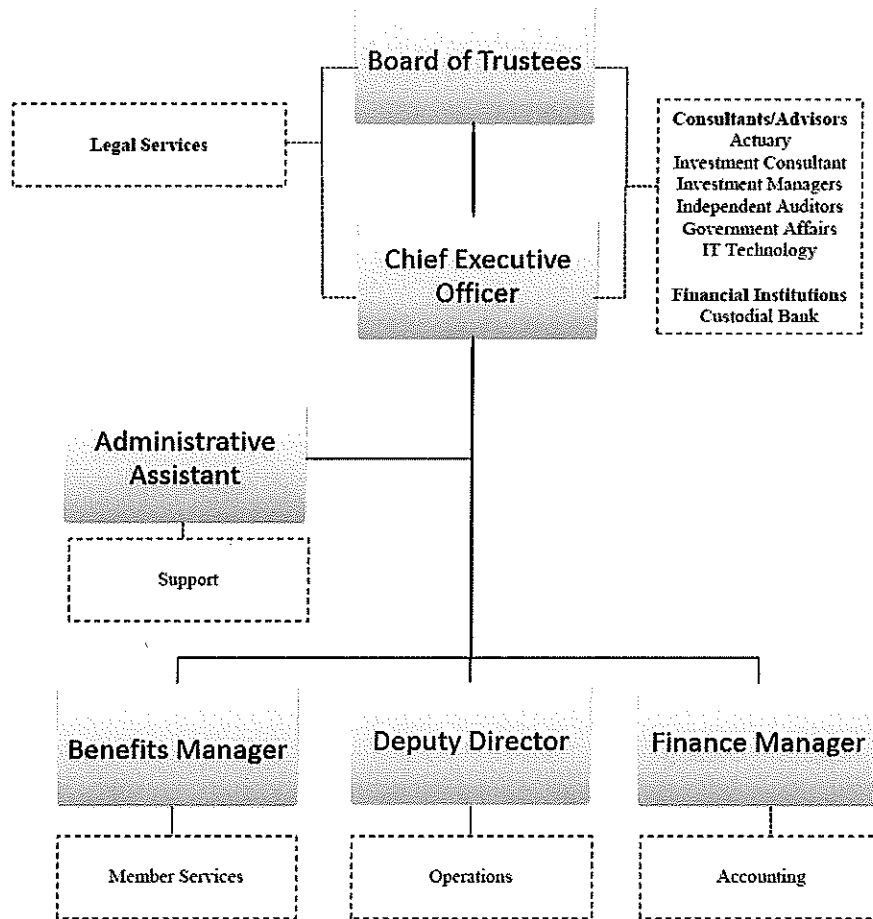 Board of Trustees
Legal Services
Consultants/Advisors
Actuary
Investment Consultant
Investment Managers
Independent Auditors
Government Affairs
IT Technology
Financial Institutions
Custodial Bank
Chief Executive
Officer
Administrative
Assistant
Support
Benefits Manager
Deputy Director
Finance Manager
Member Services
Operations
Accounting